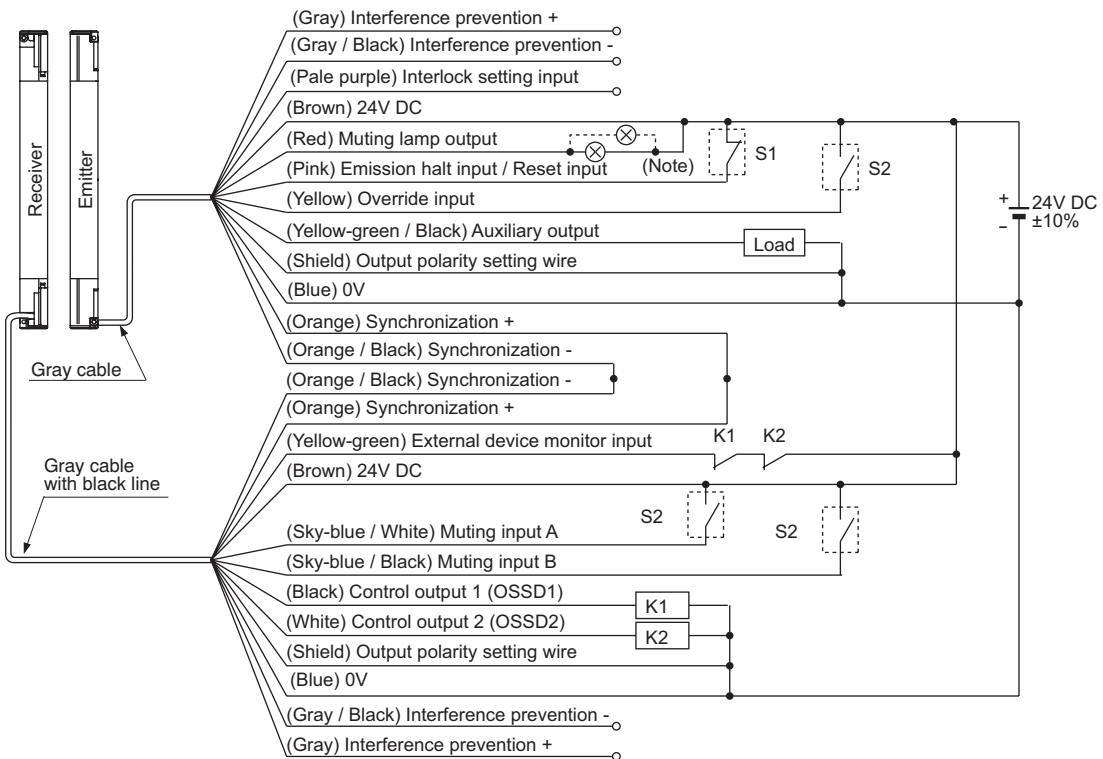 (Gray) Interference prevention +
(Gray / Black) Interference prevention -
(Pale purple) Interlock setting input
(Brown) 24V DC
(Red) Muting lamp output
(Note)
(Pink) Emission halt input / Reset input
S1
S2
(Yellow) Override input
(Yellow-green / Black) Auxiliary output
Load
(Shield) Output polarity setting wire
(Blue) 0V
+
24V DC
±10%
−
Receiver
Emitter
(Orange) Synchronization +
(Orange / Black) Synchronization -
Gray cable
(Orange / Black) Synchronization -
(Orange) Synchronization +
(Yellow-green) External device monitor input
K1
K2
Gray cable
with black line
(Brown) 24V DC
S2
S2
(Sky-blue / White) Muting input A
(Sky-blue / Black) Muting input B
(Black) Control output 1 (OSSD1)
K1
(White) Control output 2 (OSSD2)
K2
(Shield) Output polarity setting wire
(Blue) 0V
(Gray / Black) Interference prevention -
(Gray) Interference prevention +